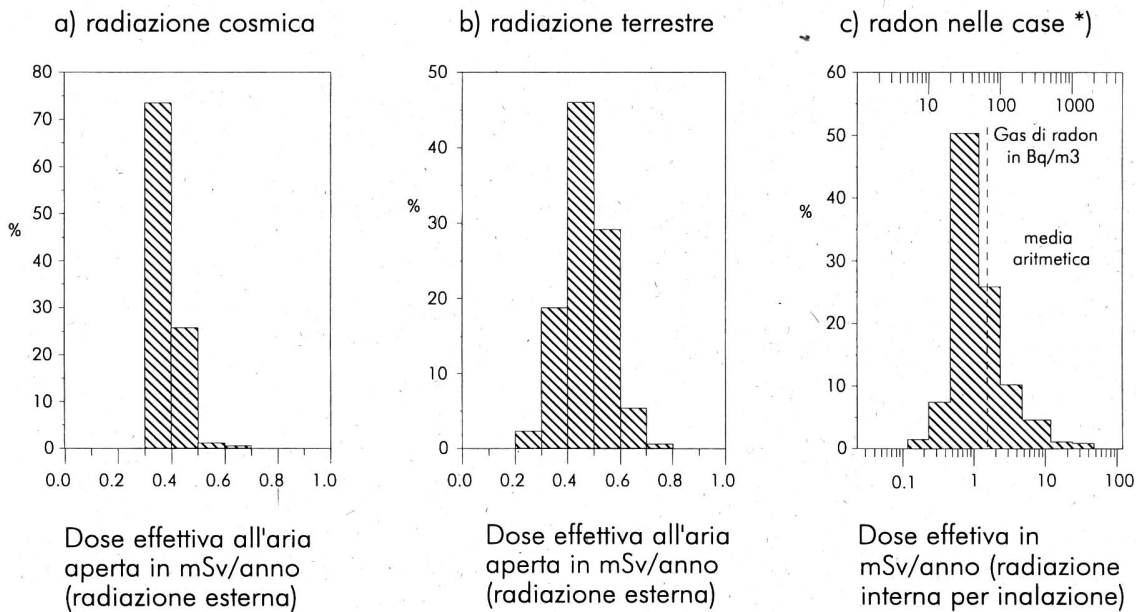 a) radiazione cosmica
80
70
60
50
%
40
30
20
10
0
0.0 0.2 0.4 0.6 0.8 1.0
Dose effettiva all'aria
aperta in mSv/anno
(radiazione esterna)
b) radiazione terrestre
50
40
%
30
20
10
0
0.0 0.2 0.4 0.6 0.8 1.0
Dose effettiva all'aria
aperta in mSv/anno
(radiazione esterna)
c) radon nelle case *)
60
10 100 1000
Gas di radon
in Bq/m3
50
%
40
media
aritmetica
30
20
10
0
0.1 1 10 100
Dose effetiva in
mSv/anno (radiazione
interna per inalazione)